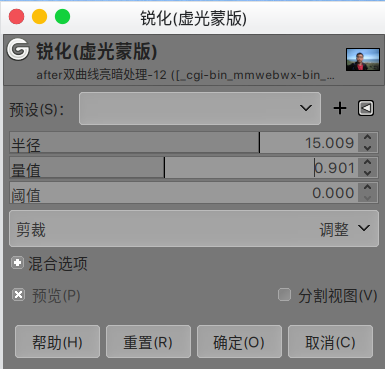 锐化(虚光蒙版)
锐化(虚光蒙版)
after双曲线亮暗处理-12 ([_cgi-bin_mmwebwx-bin_...
预设(S):
半径 15.009
量值 0.901
阈值 0.000
剪裁 调整
混合选项
预览(P) 分割视图(V)
帮助(H) 重置(R) 确定(O) 取消(C)